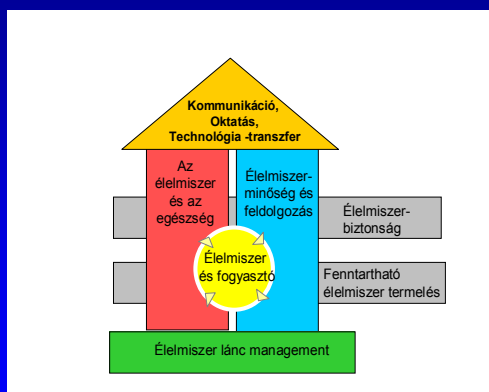 Kommunikáció,
Oktatás,
Technológia -transzfer
Az
élelmiszer
és az
egészség
Élelmiszer-
minőség és
feldolgozás
Élelmiszer-
biztonság
Élelmiszer
és fogyasztó
Fenntartható
élelmiszer termelés
Élelmiszer lánc management